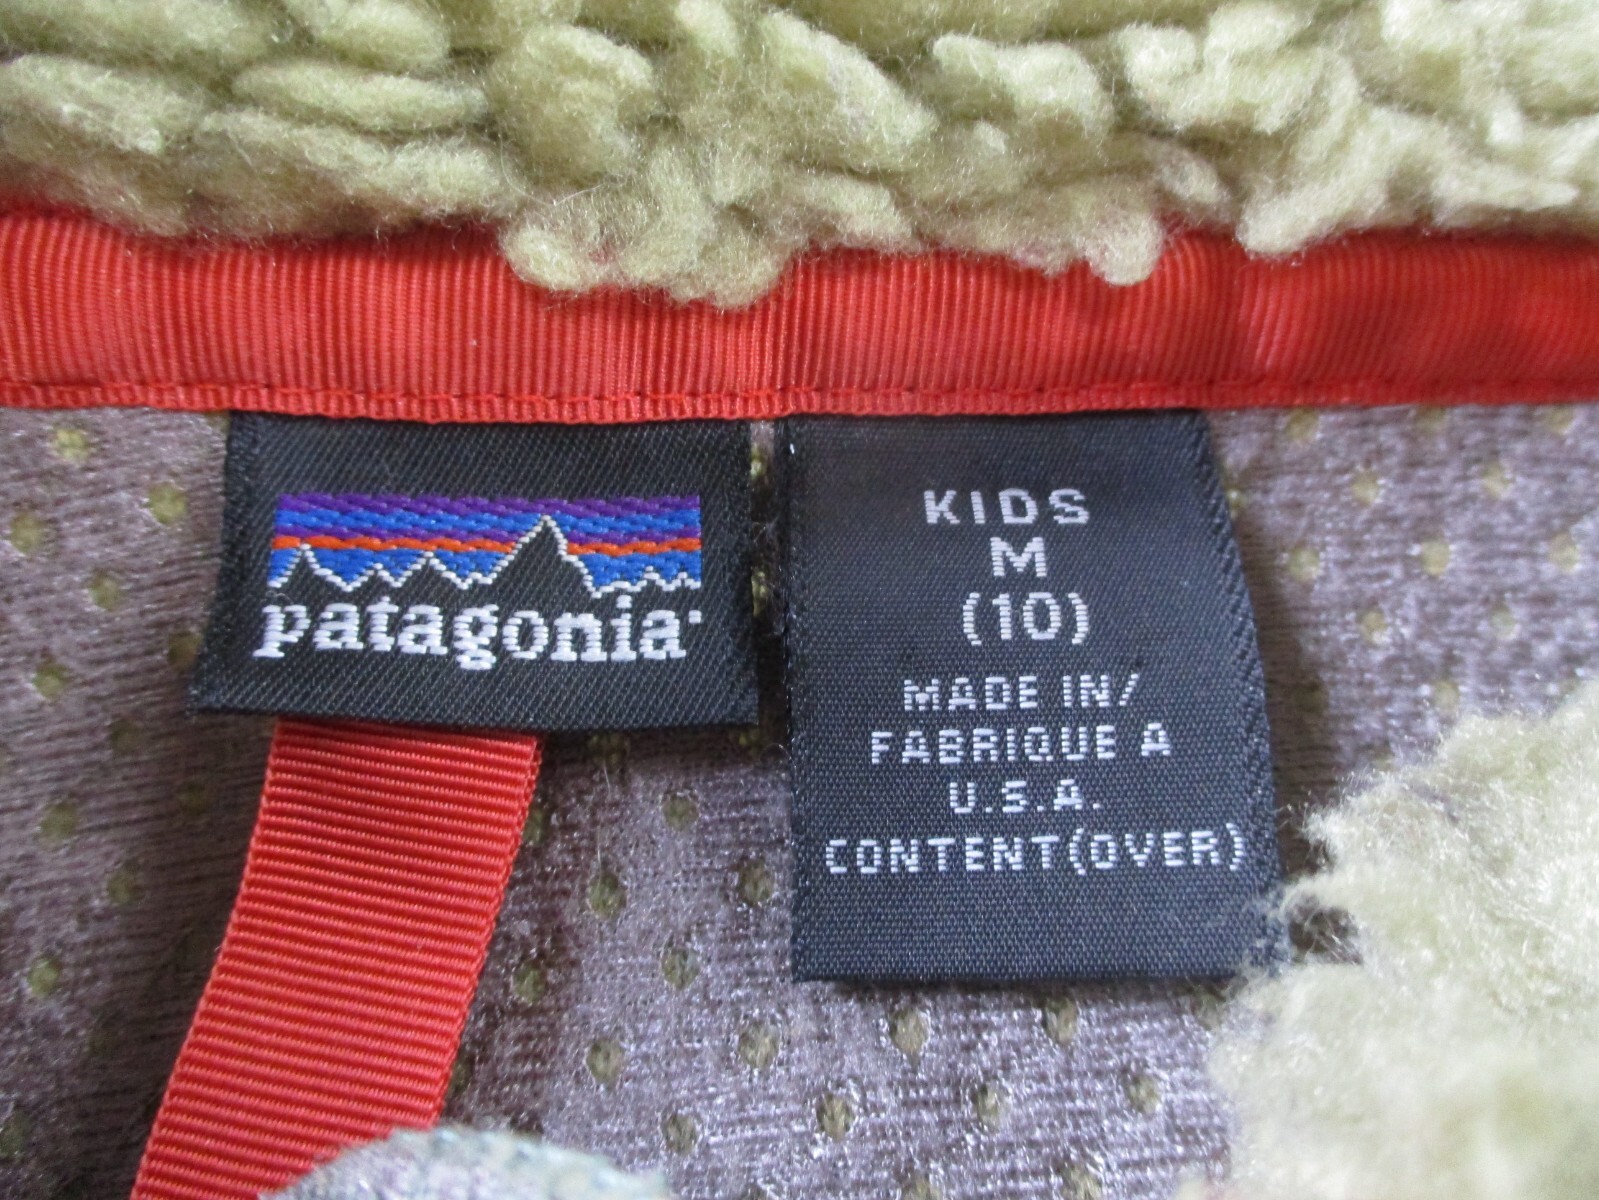 patagonia
KIDS
M
(10)
MADE IN/
FABRIQUE A
U.S.A.
CONTENT(OVER)